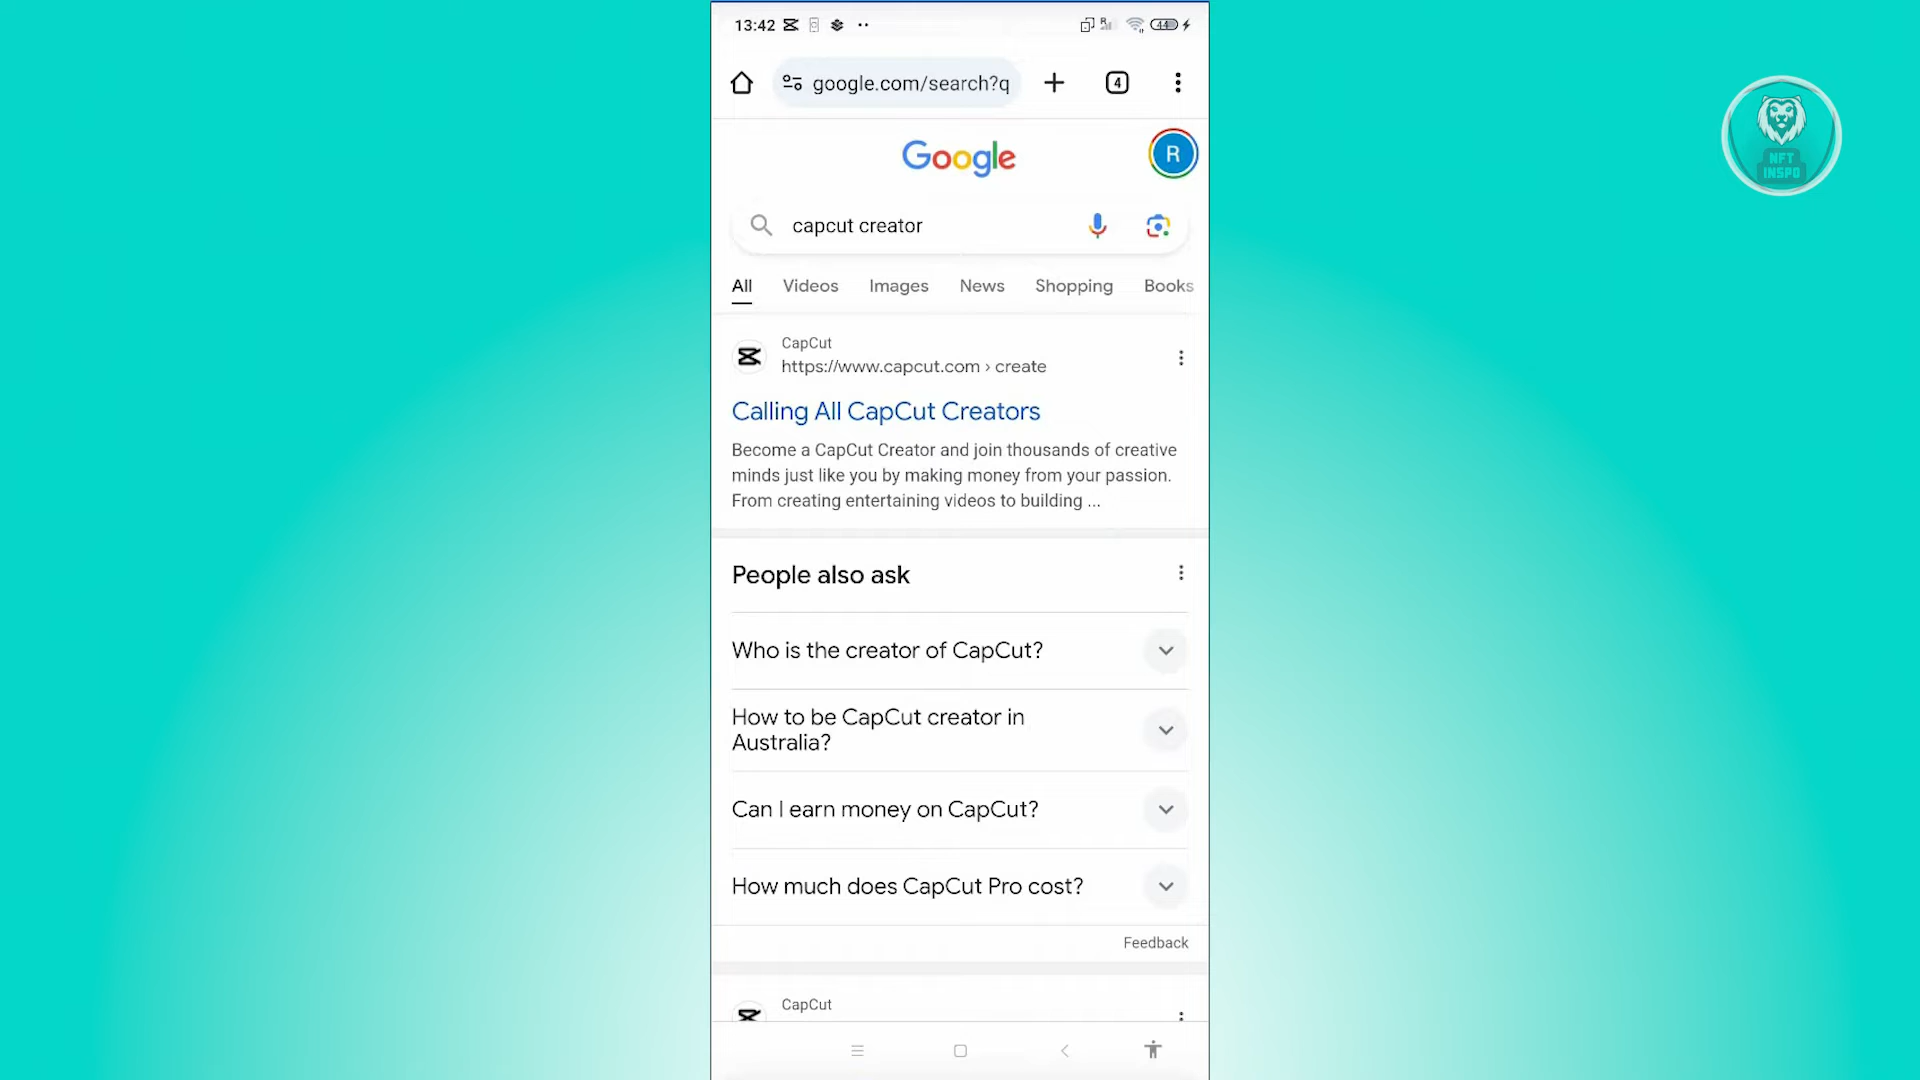 13:42
44
google.com/search?q
4
Google
R
capcut creator
All Videos Images News Shopping Books
CapCut
https://www.capcut.com › create
Calling All CapCut Creators
Become a CapCut Creator and join thousands of creative
minds just like you by making money from your passion.
From creating entertaining videos to building ...
People also ask
Who is the creator of CapCut?
How to be CapCut creator in
Australia?
Can I earn money on CapCut?
How much does CapCut Pro cost?
Feedback
CapCut
NFT
INSPO